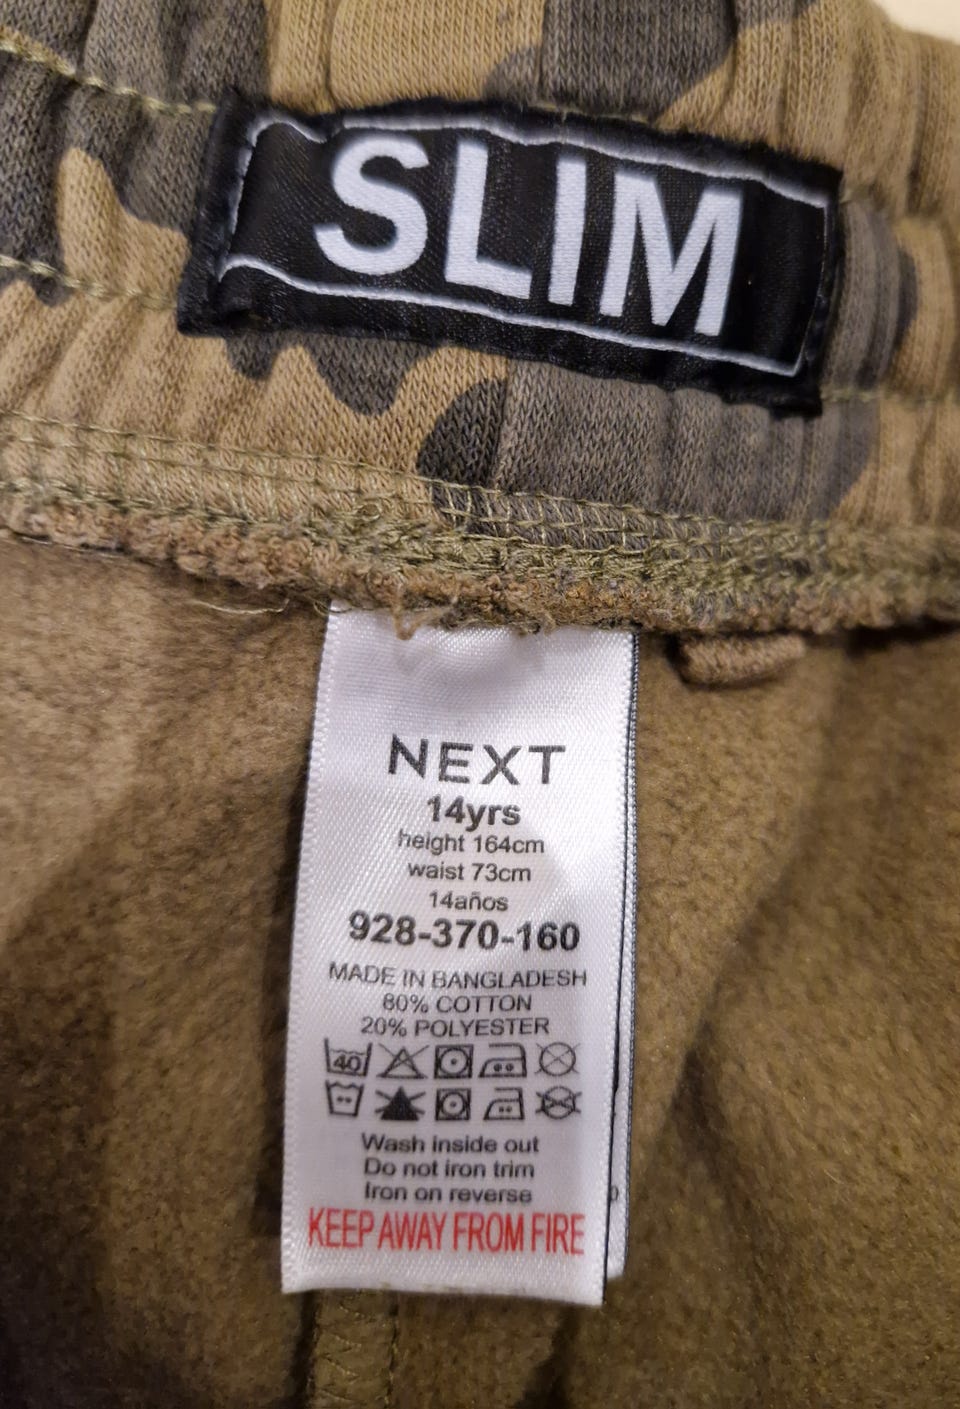 SLIM
NEXT
14yrs
height 164cm
waist 73cm
14años
928-370-160
MADE IN BANGLADESH
80% COTTON
20% POLYESTER
40
Wash inside out
Do not iron trim
Iron on reverse
KEEP AWAY FROM FIRE